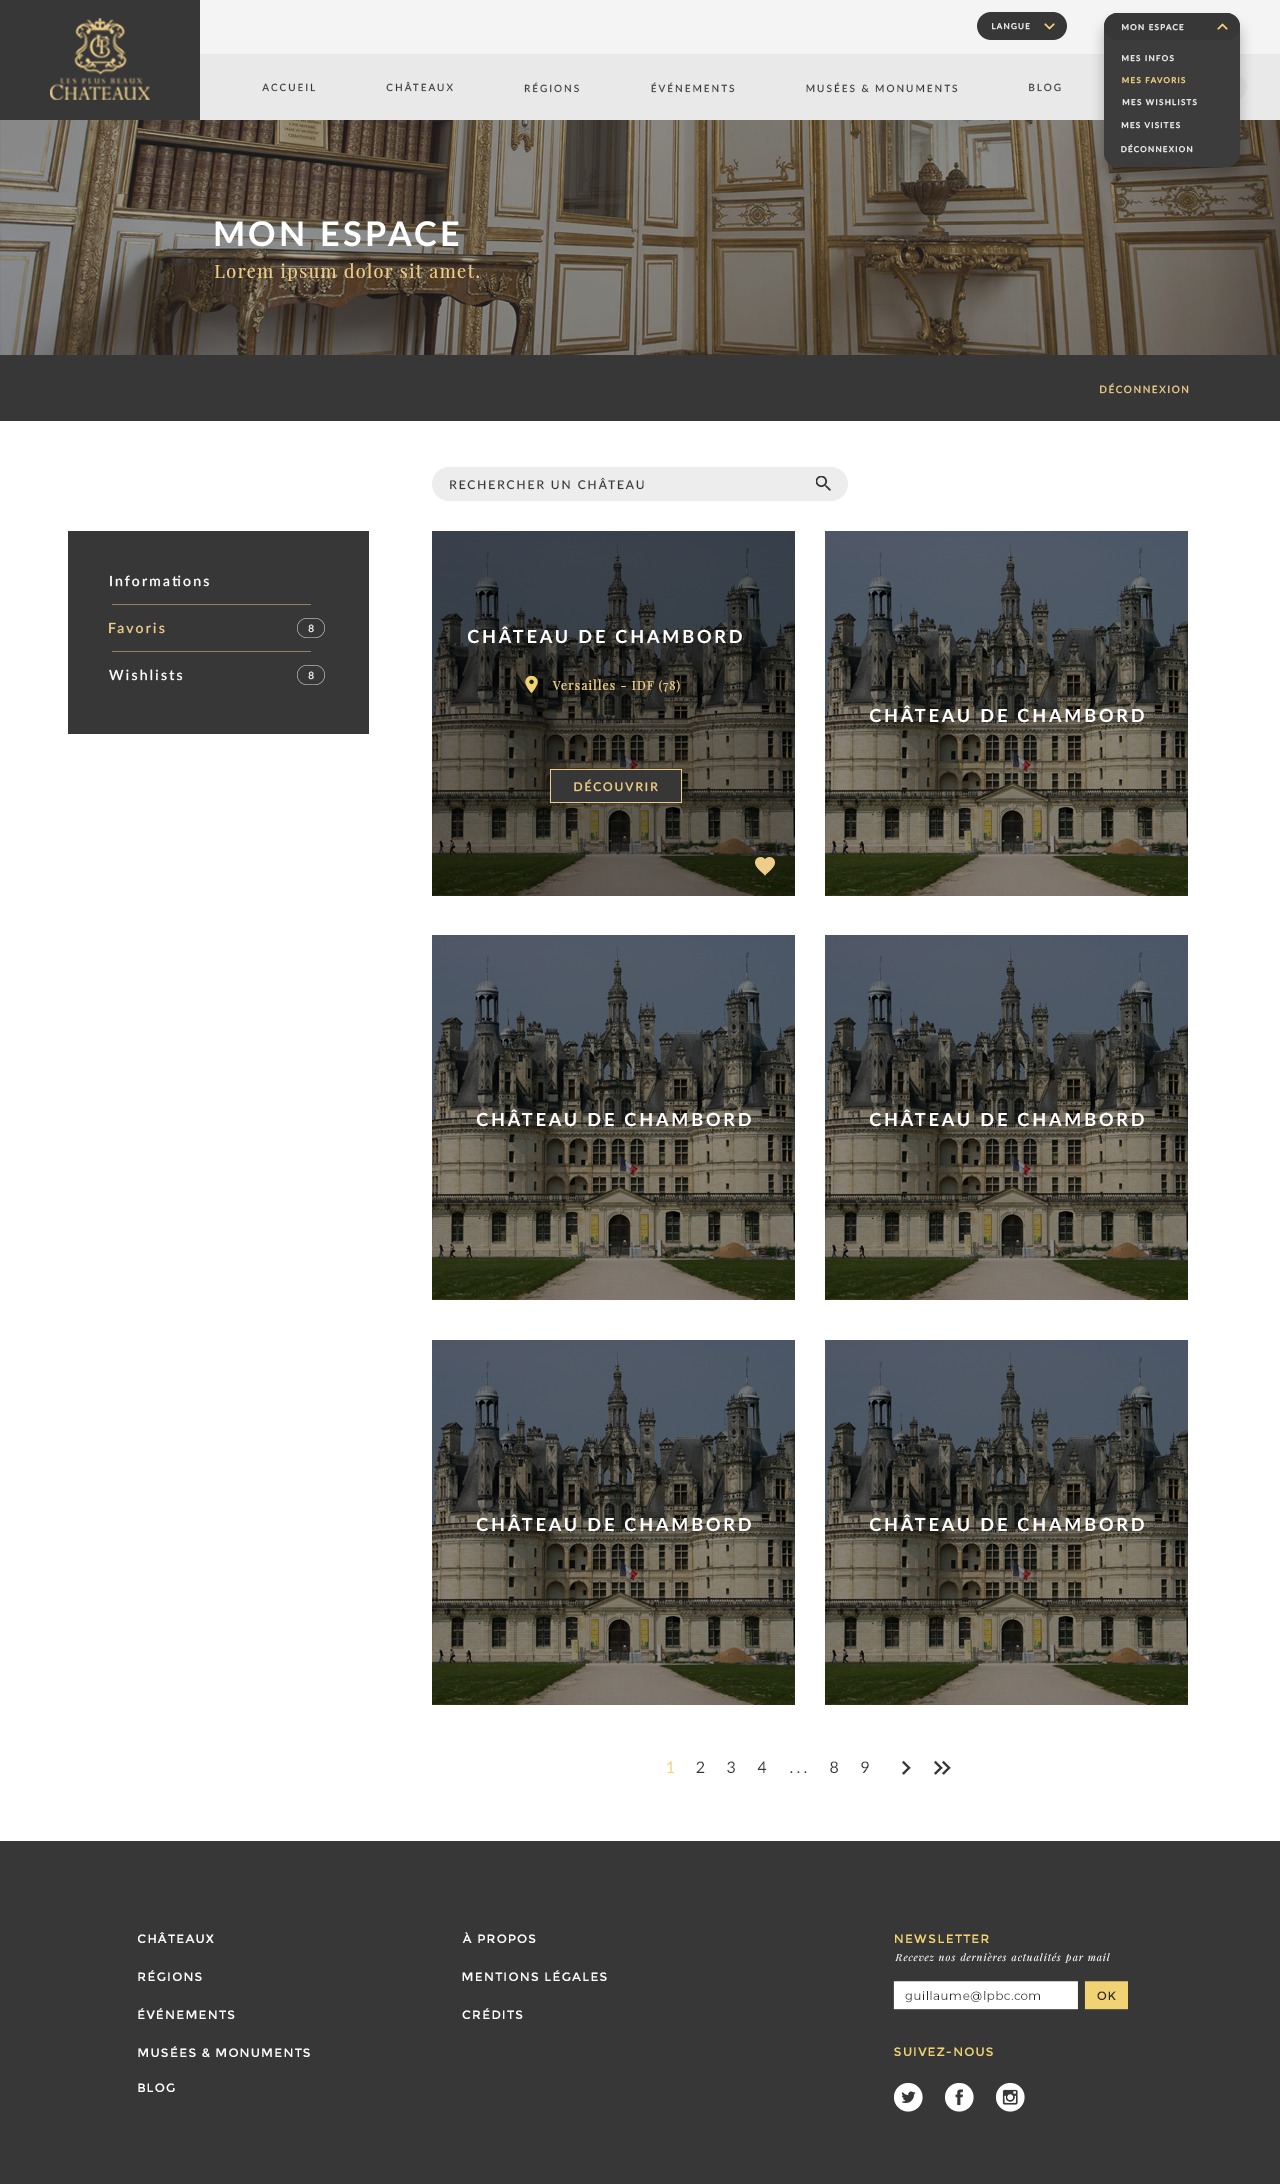 LES PLUS BEAUX
CHATEAUX
LANGUE
MON ESPACE
MES INFOS
MES FAVORIS
MES WISHLISTS
MES VISITES
DÉCONNEXION
ACCUEIL
CHÂTEAUX
RÉGIONS
ÉVÉNEMENTS
MUSÉES & MONUMENTS
BLOG
MON ESPACE
Lorem ipsum dolor sit amet.
DÉCONNEXION
RECHERCHER UN CHÂTEAU
Informations
Favoris 8
Wishlists 8
CHÂTEAU DE CHAMBORD
Versailles - IDF (78)
DÉCOUVRIR
CHÂTEAU DE CHAMBORD
CHÂTEAU DE CHAMBORD
CHÂTEAU DE CHAMBORD
CHÂTEAU DE CHAMBORD
CHÂTEAU DE CHAMBORD
1 2 3 4 ... 8 9
CHÂTEAUX
RÉGIONS
ÉVÉNEMENTS
MUSÉES & MONUMENTS
BLOG
À PROPOS
MENTIONS LÉGALES
CRÉDITS
NEWSLETTER
Recevez nos dernières actualités par mail
guillaume@lpbc.com OK
SUIVEZ-NOUS